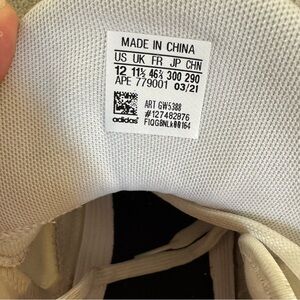 MADE IN CHINA
US UK FR JP CHN
12 11½ 46⅔ 300 290
APE 779001 03/21
ART GW5388
#127482876
FIQG8NLk00164
adidas